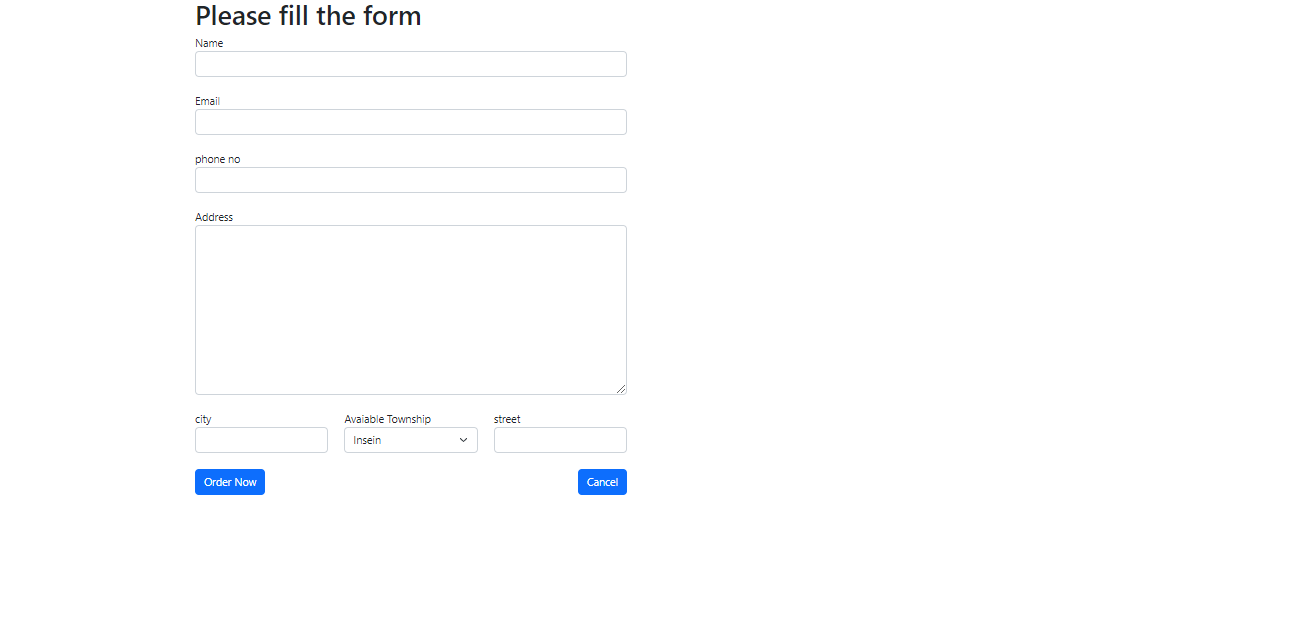 Please fill the form
Name
Email
phone no
Address
city Avaiable Township street
Insein
Order Now Cancel